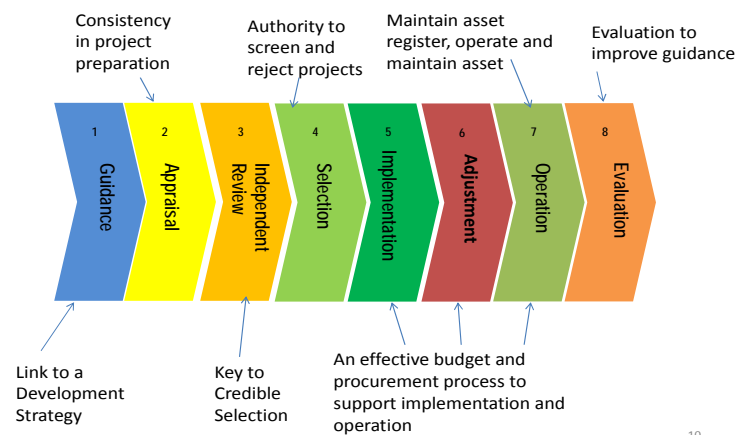 Consistency
in project
preparation
Authority to
screen and
reject projects
Maintain asset
register, operate and
maintain asset
Evaluation to
improve guidance
1
Guidance
2
Appraisal
3
Independent
Review
4
Selection
5
Implementation
6
Adjustment
7
Operation
8
Evaluation
Link to a
Development
Strategy
Key to
Credible
Selection
An effective budget and
procurement process to
support implementation and
operation